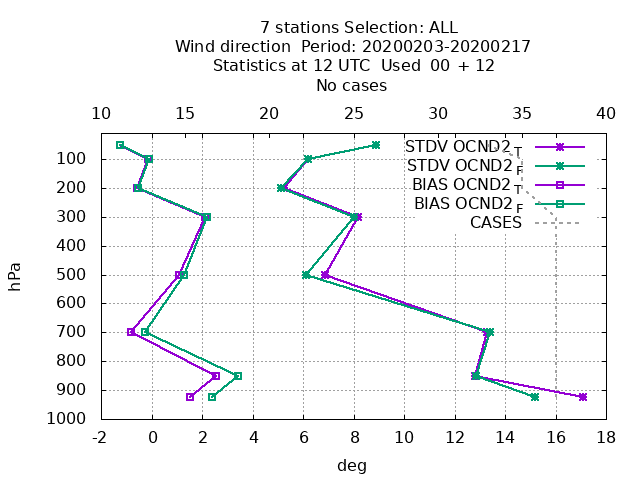 7 stations Selection: ALL
Wind direction  Period: 20200203-20200217
Statistics at 12 UTC  Used  00 + 12
No cases
10 15 20 25 30 35 40
STDV OCND2 T
STDV OCND2 F
BIAS OCND2 T
BIAS OCND2 F
CASES
100
200
300
400
500
600
700
800
900
1000
hPa
-2 0 2 4 6 8 10 12 14 16 18
deg